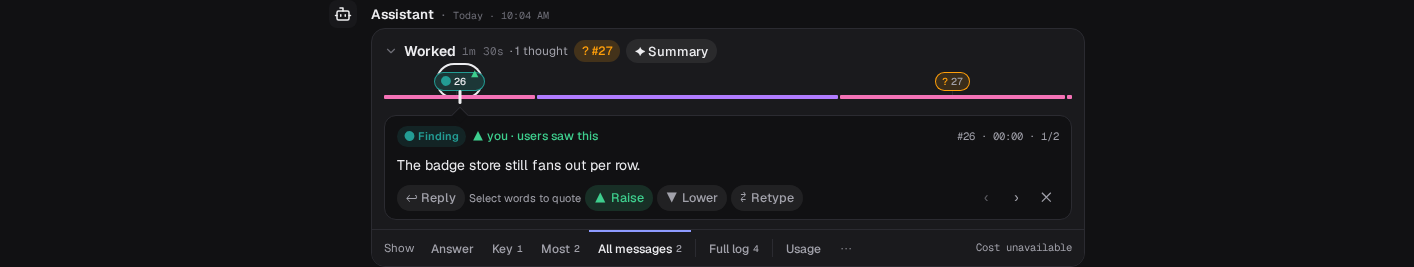 Assistant · Today · 10:04 AM
Worked 1m 30s · 1 thought ? #27 Summary
26 ? 27
Finding you · users saw this #26 · 00:00 · 1/2
The badge store still fans out per row.
Reply Select words to quote Raise Lower Retype
Show Answer Key 1 Most 2 All messages 2 Full log 4 Usage ··· Cost unavailable